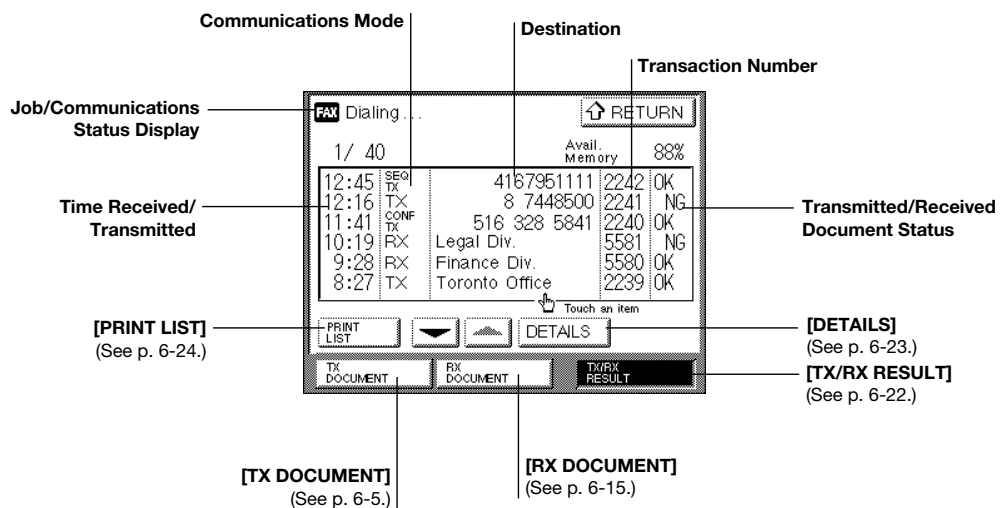 Communications Mode
Destination
Transaction Number
Job/Communications
Status Display
FAX Dialing...
RETURN
1/ 40
Avail.
Memory
88%
12:45 SEQ TX 4167951111 2242 OK
12:16 TX 8 7448500 2241 NG
11:41 CONF TX 516 328 5841 2240 OK
10:19 RX Legal Div. 5581 NG
9:28 RX Finance Div. 5580 OK
8:27 TX Toronto Office 2239 OK
Touch an item
Time Received/
Transmitted
Transmitted/Received
Document Status
PRINT
LIST
DETAILS
[PRINT LIST]
(See p. 6-24.)
[DETAILS]
(See p. 6-23.)
TX
DOCUMENT
RX
DOCUMENT
TX/RX
RESULT
[TX/RX RESULT]
(See p. 6-22.)
[TX DOCUMENT]
(See p. 6-5.)
[RX DOCUMENT]
(See p. 6-15.)